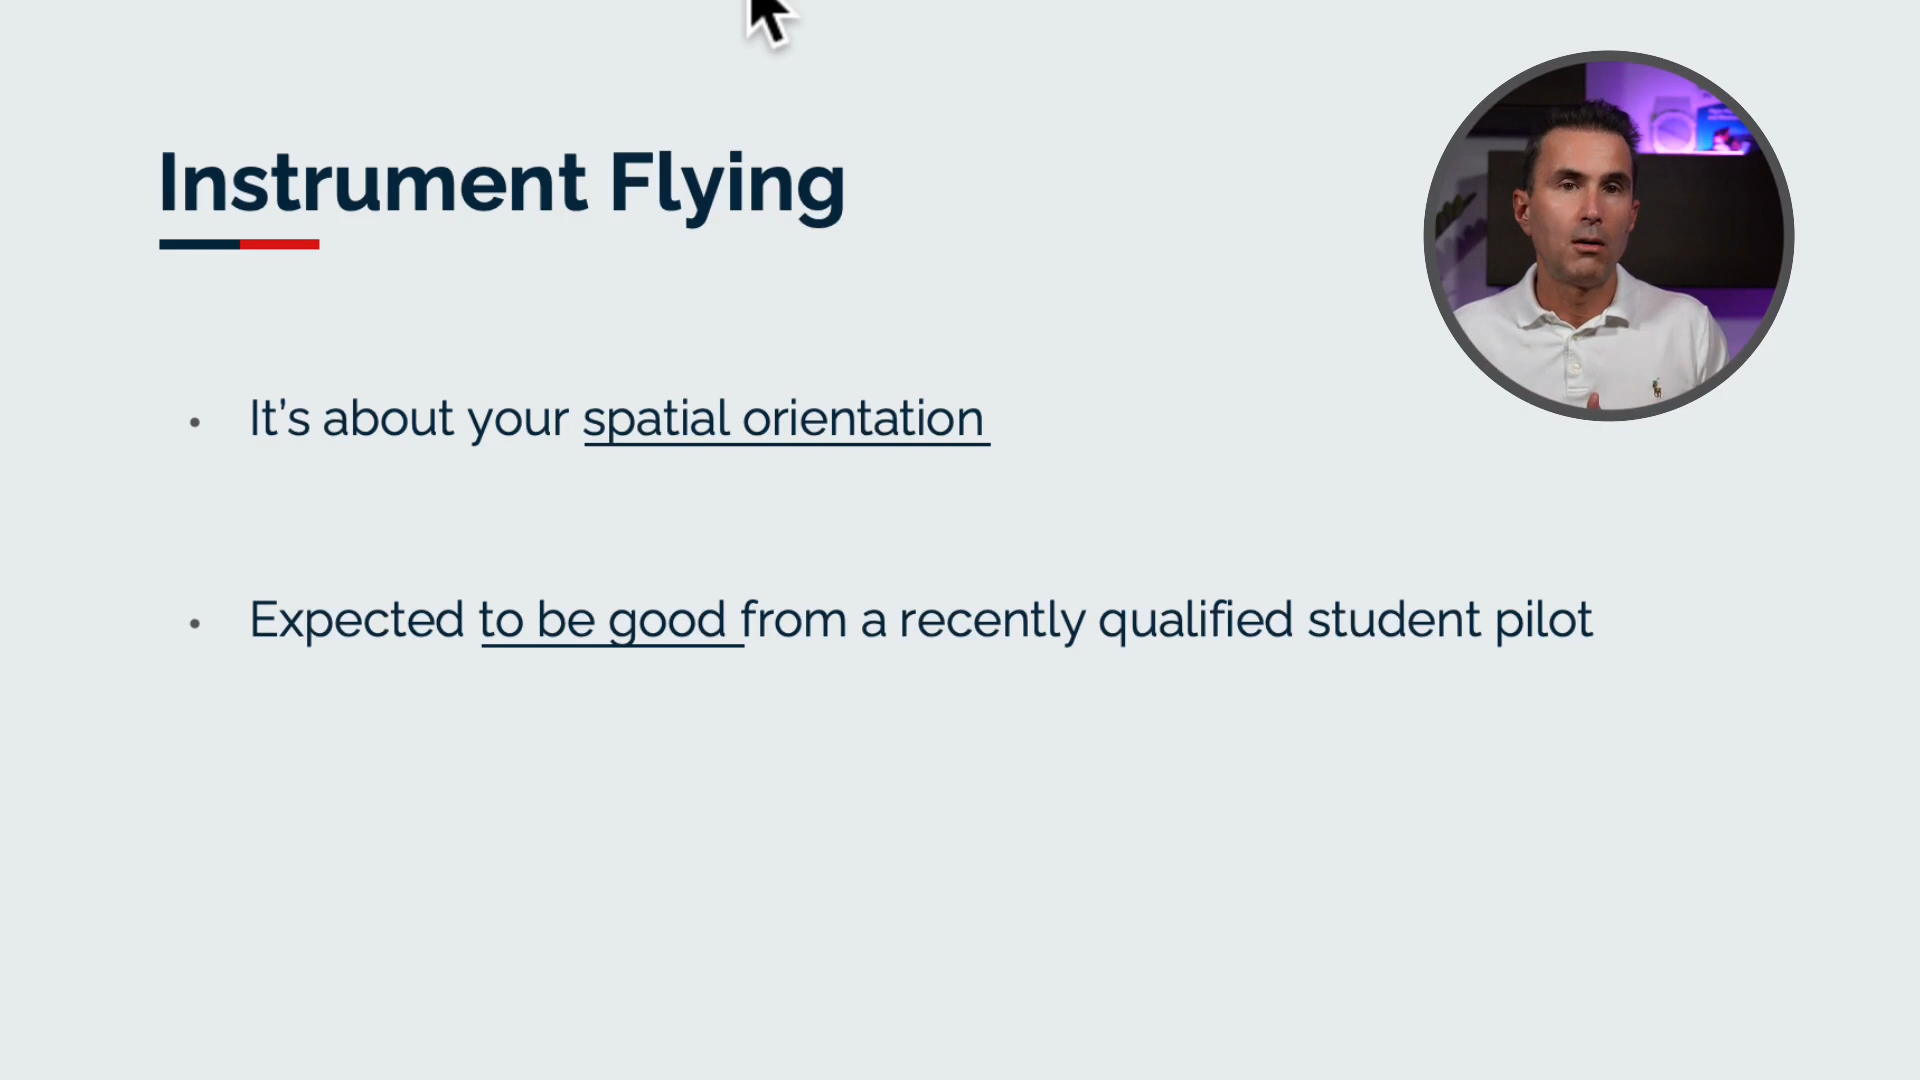 Instrument Flying
It’s about your spatial orientation
Expected to be good from a recently qualified student pilot